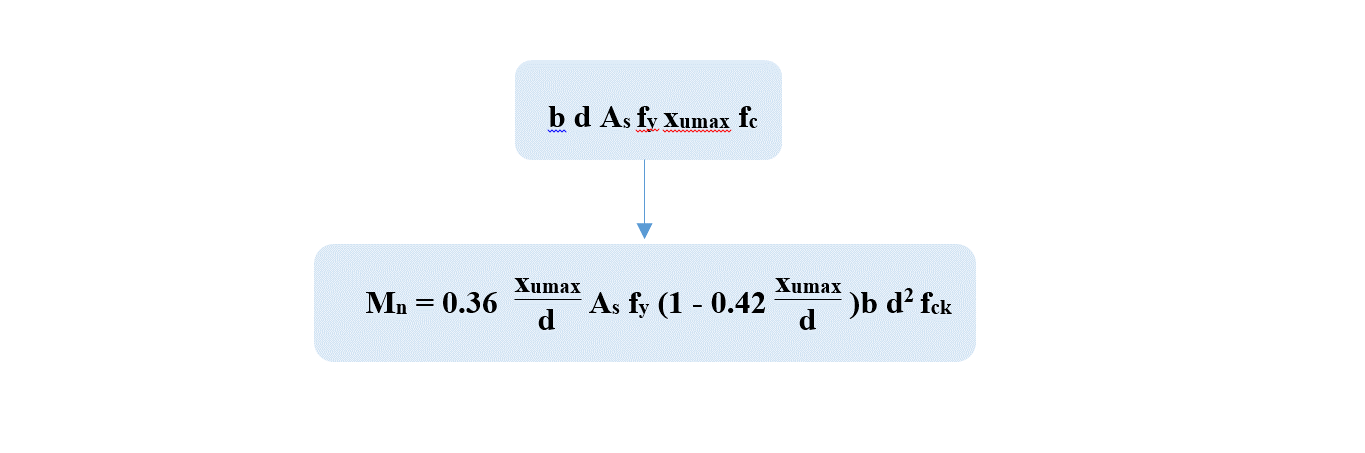 b d As fy xumax fc
Mn = 0.36 xumax/d As fy (1 - 0.42 xumax/d )b d² fck